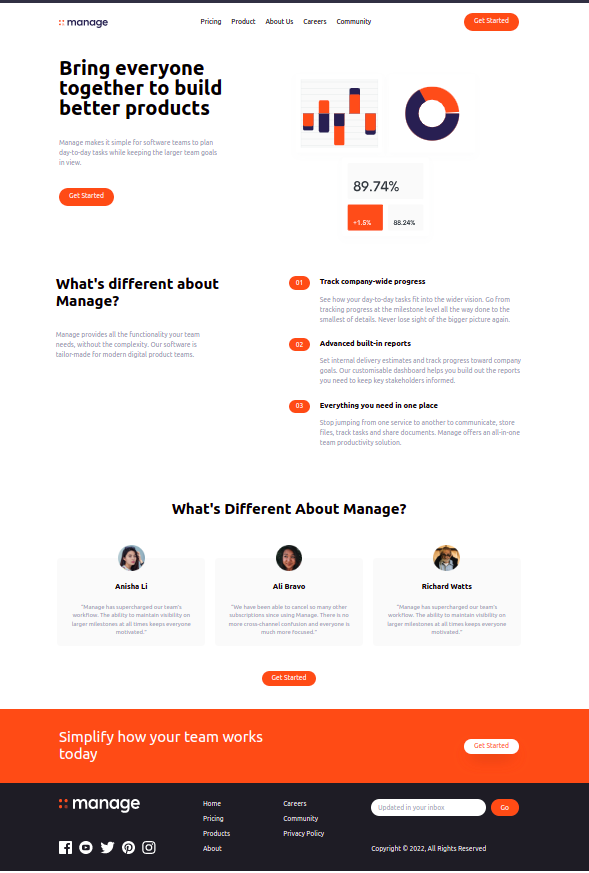 manage
Pricing Product About Us Careers Community
Get Started
Bring everyone
together to build
better products
Manage makes it simple for software teams to plan
day-to-day tasks while keeping the larger team goals
in view.
Get Started
89.74%
+1.5%
88.24%
What's different about
Manage?
Manage provides all the functionality your team
needs, without the complexity. Our software is
tailor-made for modern digital product teams.
01 Track company-wide progress
See how your day-to-day tasks fit into the wider vision. Go from
tracking progress at the milestone level all the way done to the
smallest of details. Never lose sight of the bigger picture again.
02 Advanced built-in reports
Set internal delivery estimates and track progress toward company
goals. Our customisable dashboard helps you build out the reports
you need to keep key stakeholders informed.
03 Everything you need in one place
Stop jumping from one service to another to communicate, store
files, track tasks and share documents. Manage offers an all-in-one
team productivity solution.
What's Different About Manage?
Anisha Li
"Manage has supercharged our team's
workflow. The ability to maintain visibility on
larger milestones at all times keeps everyone
motivated."
Ali Bravo
"We have been able to cancel so many other
subscriptions since using Manage. There is no
more cross-channel confusion and everyone is
much more focused."
Richard Watts
"Manage has supercharged our team's
workflow. The ability to maintain visibility on
larger milestones at all times keeps everyone
motivated."
Get Started
Simplify how your team works
today
Get Started
manage
Home
Pricing
Products
About
Careers
Community
Privacy Policy
Updated in your inbox
Go
Copyright © 2022, All Rights Reserved